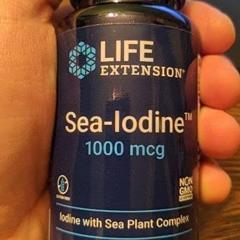 LIFE
EXTENSION®
Sea-Iodine™
1000 mcg
NON
GMO
Iodine with Sea Plant Complex